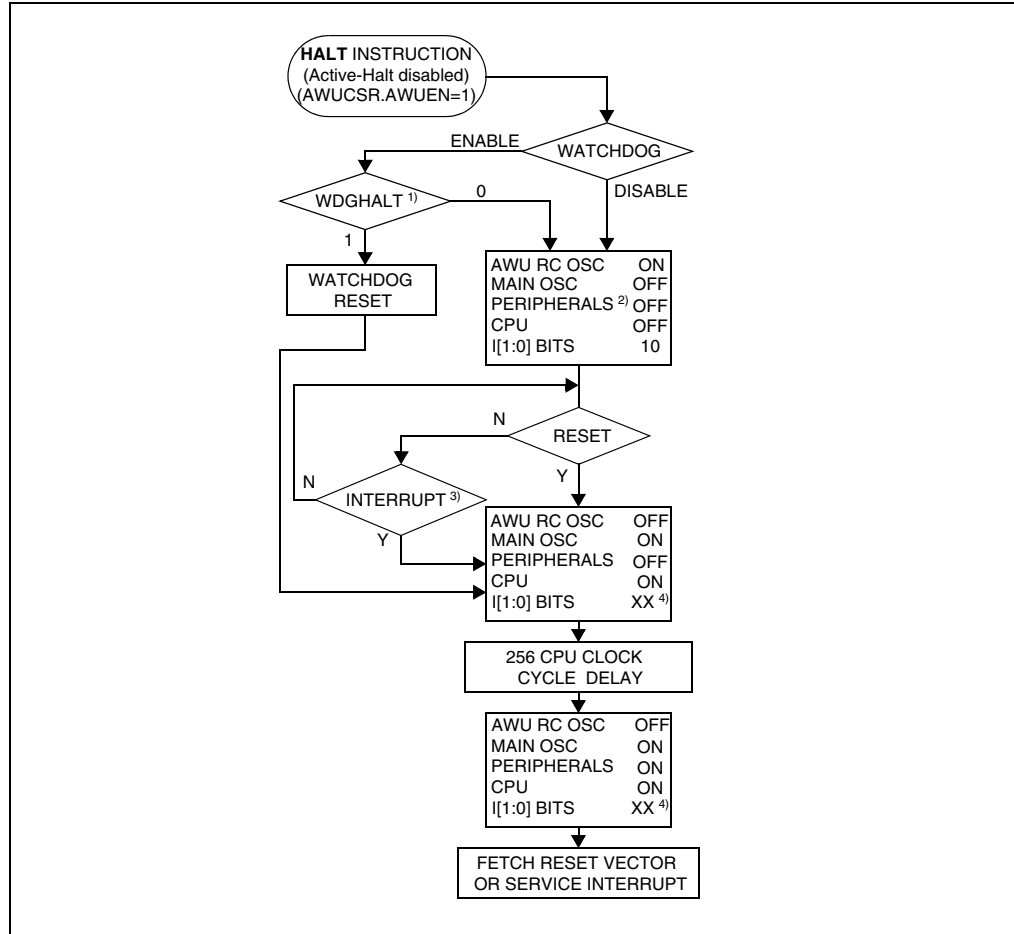 HALT INSTRUCTION
(Active-Halt disabled)
(AWUCSR.AWUEN=1)
ENABLE
WATCHDOG
DISABLE
WDGHALT 1)
0
1
WATCHDOG
RESET
AWU RC OSC ON
MAIN OSC OFF
PERIPHERALS 2) OFF
CPU OFF
I[1:0] BITS 10
N
RESET
Y
N
INTERRUPT 3)
Y
AWU RC OSC OFF
MAIN OSC ON
PERIPHERALS OFF
CPU ON
I[1:0] BITS XX 4)
256 CPU CLOCK
CYCLE DELAY
AWU RC OSC OFF
MAIN OSC ON
PERIPHERALS ON
CPU ON
I[1:0] BITS XX 4)
FETCH RESET VECTOR
OR SERVICE INTERRUPT